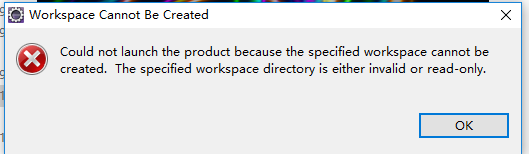 Workspace Cannot Be Created
Could not launch the product because the specified workspace cannot be
created.  The specified workspace directory is either invalid or read-only.
OK